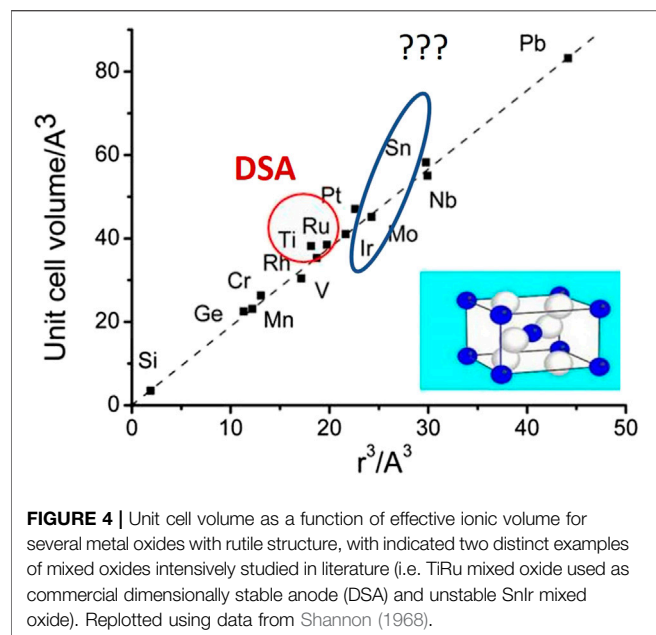 ???
Pb
80
Unit cell volume/A³
DSA
Sn
60
Pt
Nb
Ti
Ru
40
Mo
Ir
Rh
Cr
V
Ge
20
Mn
Si
0
0
10
20
30
40
50
r³/A³
FIGURE 4 | Unit cell volume as a function of effective ionic volume for
several metal oxides with rutile structure, with indicated two distinct examples
of mixed oxides intensively studied in literature (i.e. TiRu mixed oxide used as
commercial dimensionally stable anode (DSA) and unstable SnIr mixed
oxide). Replotted using data from Shannon (1968).